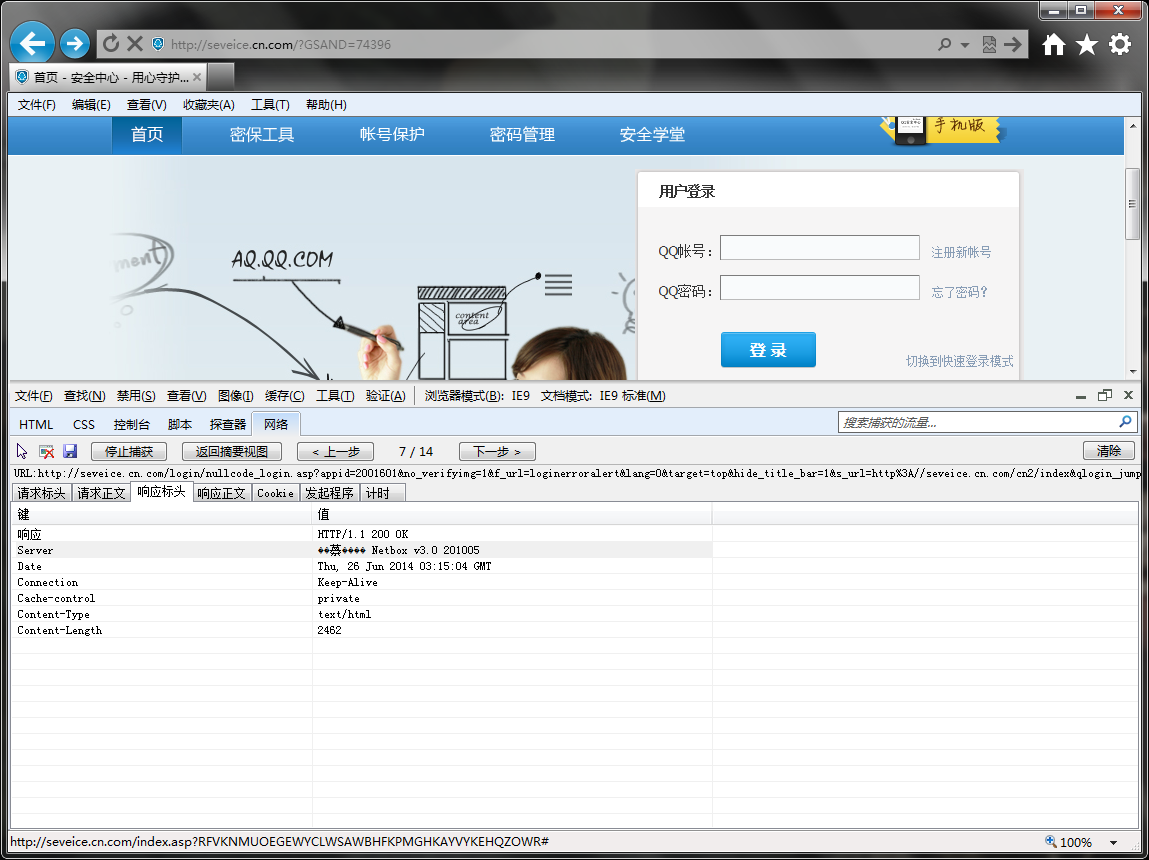 http://seveice.cn.com/?GSAND=74396
首页 - 安全中心 - 用心守护...
文件(F) 编辑(E) 查看(V) 收藏夹(A) 工具(T) 帮助(H)
首页 密保工具 帐号保护 密码管理 安全学堂 手机版
用户登录
AQ.QQ.COM
QQ帐号： 注册新帐号
content area
QQ密码： 忘了密码?
登 录
切换到快速登录模式
文件(F) 查找(N) 禁用(S) 查看(V) 图像(I) 缓存(C) 工具(T) 验证(A) 浏览器模式(B): IE9 文档模式: IE9 标准(M)
HTML CSS 控制台 脚本 探查器 网络 搜索捕获的流量...
停止捕获 返回摘要视图 < 上一步 7 / 14 下一步 > 清除
URL:http://seveice.cn.com/login/nullcode_login.asp?appid=2001601&no_verifyimg=1&f_url=loginerroralert&lang=0&target=top&hide_title_bar=1&s_url=http%3A//seveice.cn.com/cn2/index&qlogin_jump
请求标头 请求正文 响应标头 响应正文 Cookie 发起程序 计时
键 值
响应 HTTP/1.1 200 OK
Server ��蔡���� Netbox v3.0 201005
Date Thu, 26 Jun 2014 03:15:04 GMT
Connection Keep-Alive
Cache-control private
Content-Type text/html
Content-Length 2462
http://seveice.cn.com/index.asp?RFVKNMUOEGEWYCLWSAWBHFKPMGHKAYVYKEHQZOWR# 100%